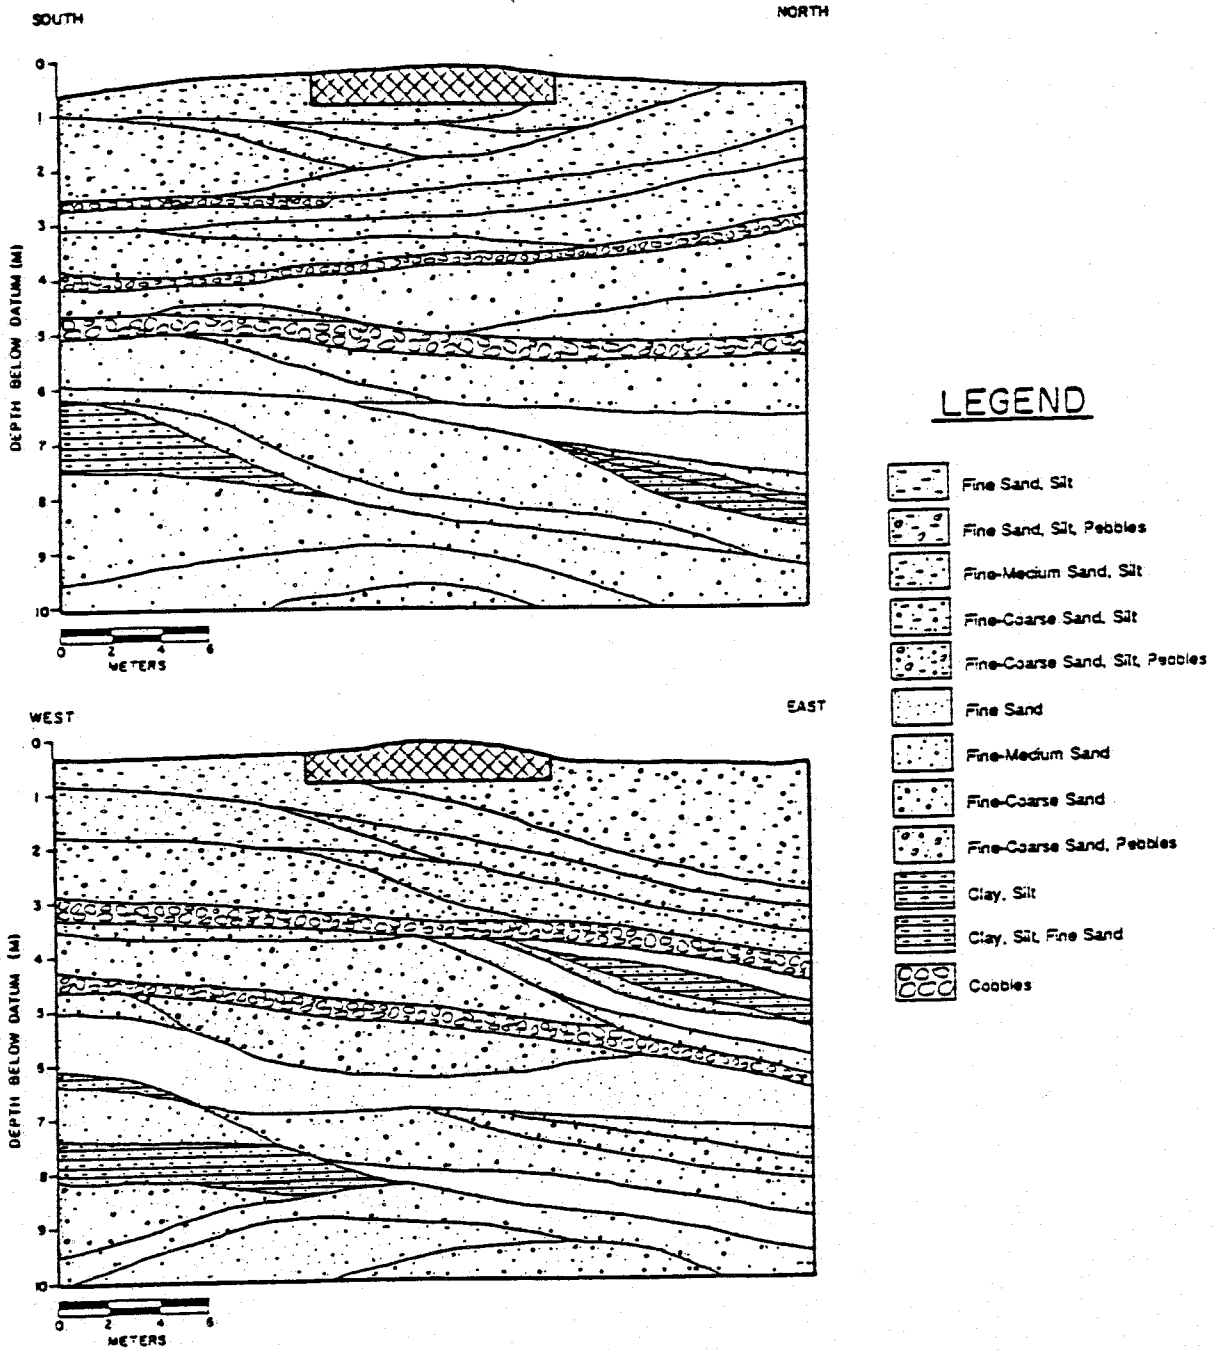 SOUTH NORTH
0
1
2
3
4
5
6
7
8
9
10
DEPTH BELOW DATUM (M)
0 2 4 6
METERS
WEST EAST
0
1
2
3
4
5
6
7
8
9
10
DEPTH BELOW DATUM (M)
0 2 4 6
METERS
LEGEND
Fine Sand, Silt
Fine Sand, Silt, Pebbles
Fine-Medium Sand, Silt
Fine-Coarse Sand, Silt
Fine-Coarse Sand, Silt, Pebbles
Fine Sand
Fine-Medium Sand
Fine-Coarse Sand
Fine-Coarse Sand, Pebbles
Clay, Silt
Clay, Silt, Fine Sand
Cobbles